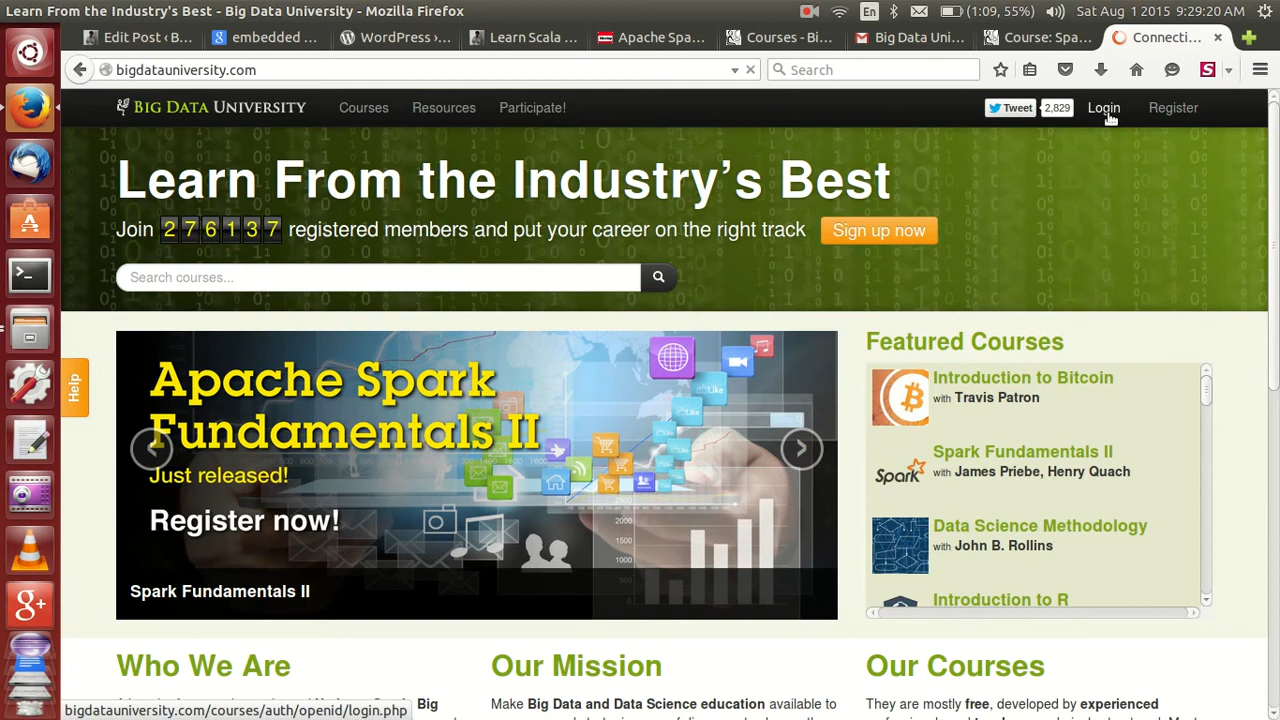 Learn From the Industry's Best - Big Data University - Mozilla Firefox
En
(1:09, 55%)
Sat Aug 1 2015 9:29:20 AM
Edit Post ‹ B...
embedded ...
WordPress ›...
Learn Scala ...
Apache Spa...
Courses - Bi...
Big Data Uni...
Course: Spa...
Connecti...
bigdatauniversity.com
Search
BIG DATA UNIVERSITY
Courses
Resources
Participate!
Tweet
2,829
Login
Register
Learn From the Industry's Best
Join 276137 registered members and put your career on the right track
Sign up now
Search courses...
Help
Apache Spark
Fundamentals II
Just released!
Register now!
Spark Fundamentals II
Featured Courses
Introduction to Bitcoin
with Travis Patron
Spark Fundamentals II
with James Priebe, Henry Quach
Data Science Methodology
with John B. Rollins
Introduction to R
Who We Are
Our Mission
Our Courses
Big
Make Big Data and Data Science education available to
They are mostly free, developed by experienced
bigdatauniversity.com/courses/auth/openid/login.php